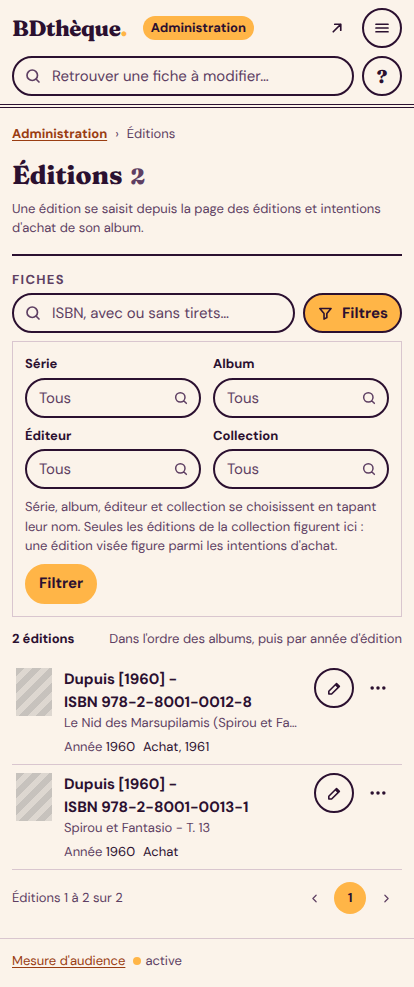 BDthèque. Administration
Retrouver une fiche à modifier... ?
Administration › Éditions
Éditions 2
Une édition se saisit depuis la page des éditions et intentions
d'achat de son album.
FICHES
ISBN, avec ou sans tirets... Filtres
Série Album
Tous Tous
Éditeur Collection
Tous Tous
Série, album, éditeur et collection se choisissent en tapant
leur nom. Seules les éditions de la collection figurent ici :
une édition visée figure parmi les intentions d'achat.
Filtrer
2 éditions Dans l'ordre des albums, puis par année d'édition
Dupuis [1960] –
ISBN 978-2-8001-0012-8
Le Nid des Marsupilamis (Spirou et Fa...
Année 1960 Achat, 1961
Dupuis [1960] –
ISBN 978-2-8001-0013-1
Spirou et Fantasio – T. 13
Année 1960 Achat
Éditions 1 à 2 sur 2 ‹ 1 ›
Mesure d'audience active